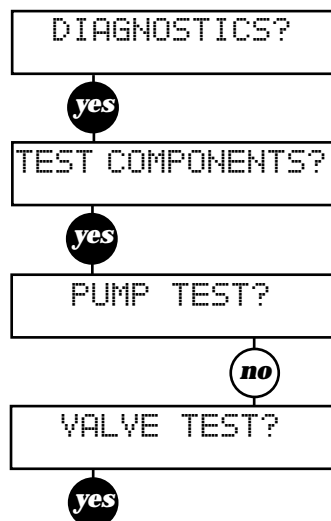 DIAGNOSTICS?
yes
TEST COMPONENTS?
yes
PUMP TEST?
no
VALVE TEST?
yes